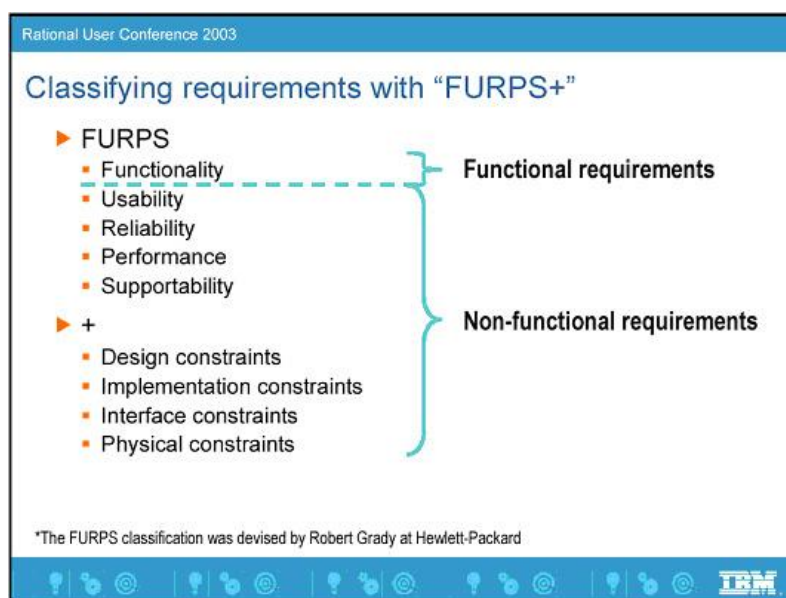 Rational User Conference 2003
Classifying requirements with “FURPS+”
FURPS
Functionality
Functional requirements
Usability
Reliability
Performance
Supportability
+
Non-functional requirements
Design constraints
Implementation constraints
Interface constraints
Physical constraints
*The FURPS classification was devised by Robert Grady at Hewlett-Packard
IBM